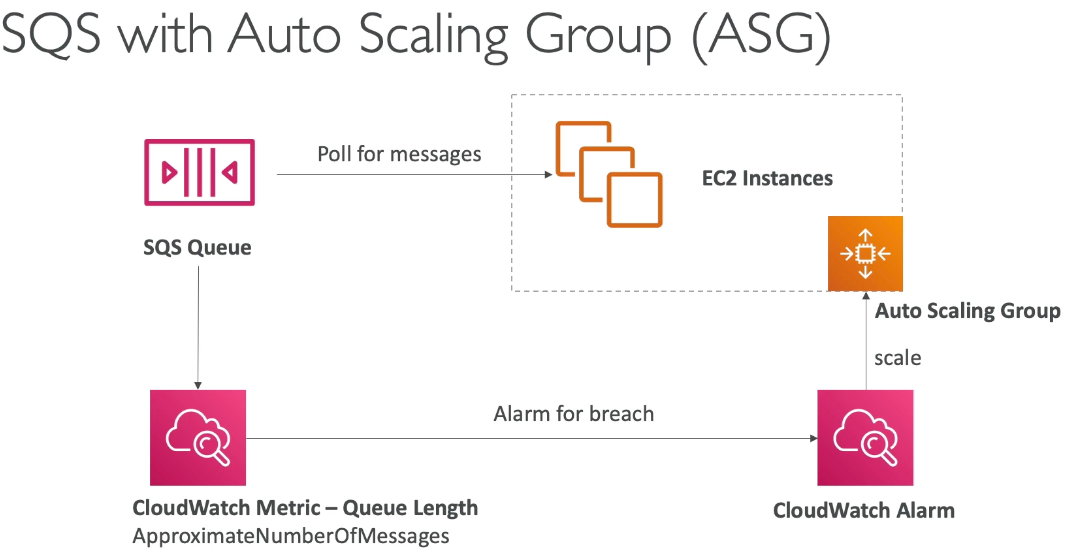 SQS with Auto Scaling Group (ASG)
Poll for messages
EC2 Instances
SQS Queue
Auto Scaling Group
scale
Alarm for breach
CloudWatch Metric – Queue Length
ApproximateNumberOfMessages
CloudWatch Alarm